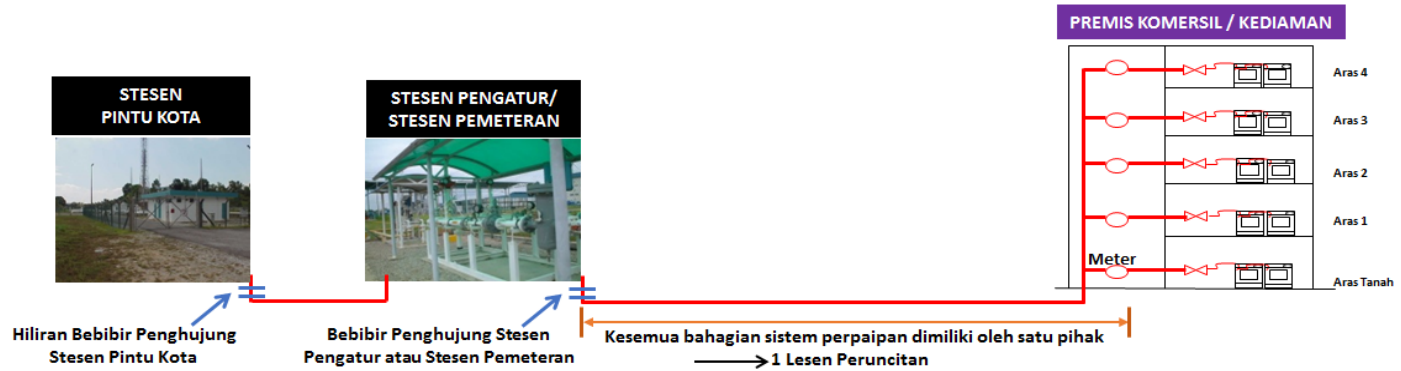 PREMIS KOMERSIL / KEDIAMAN
STESEN
PINTU KOTA
STESEN PENGATUR/
STESEN PEMETERAN
Aras 4
Aras 3
Aras 2
Aras 1
Meter
Aras Tanah
Hiliran Bebibir Penghujung
Stesen Pintu Kota
Bebibir Penghujung Stesen
Pengatur atau Stesen Pemeteran
Kesemua bahagian sistem perpaipan dimiliki oleh satu pihak
1 Lesen Peruncitan